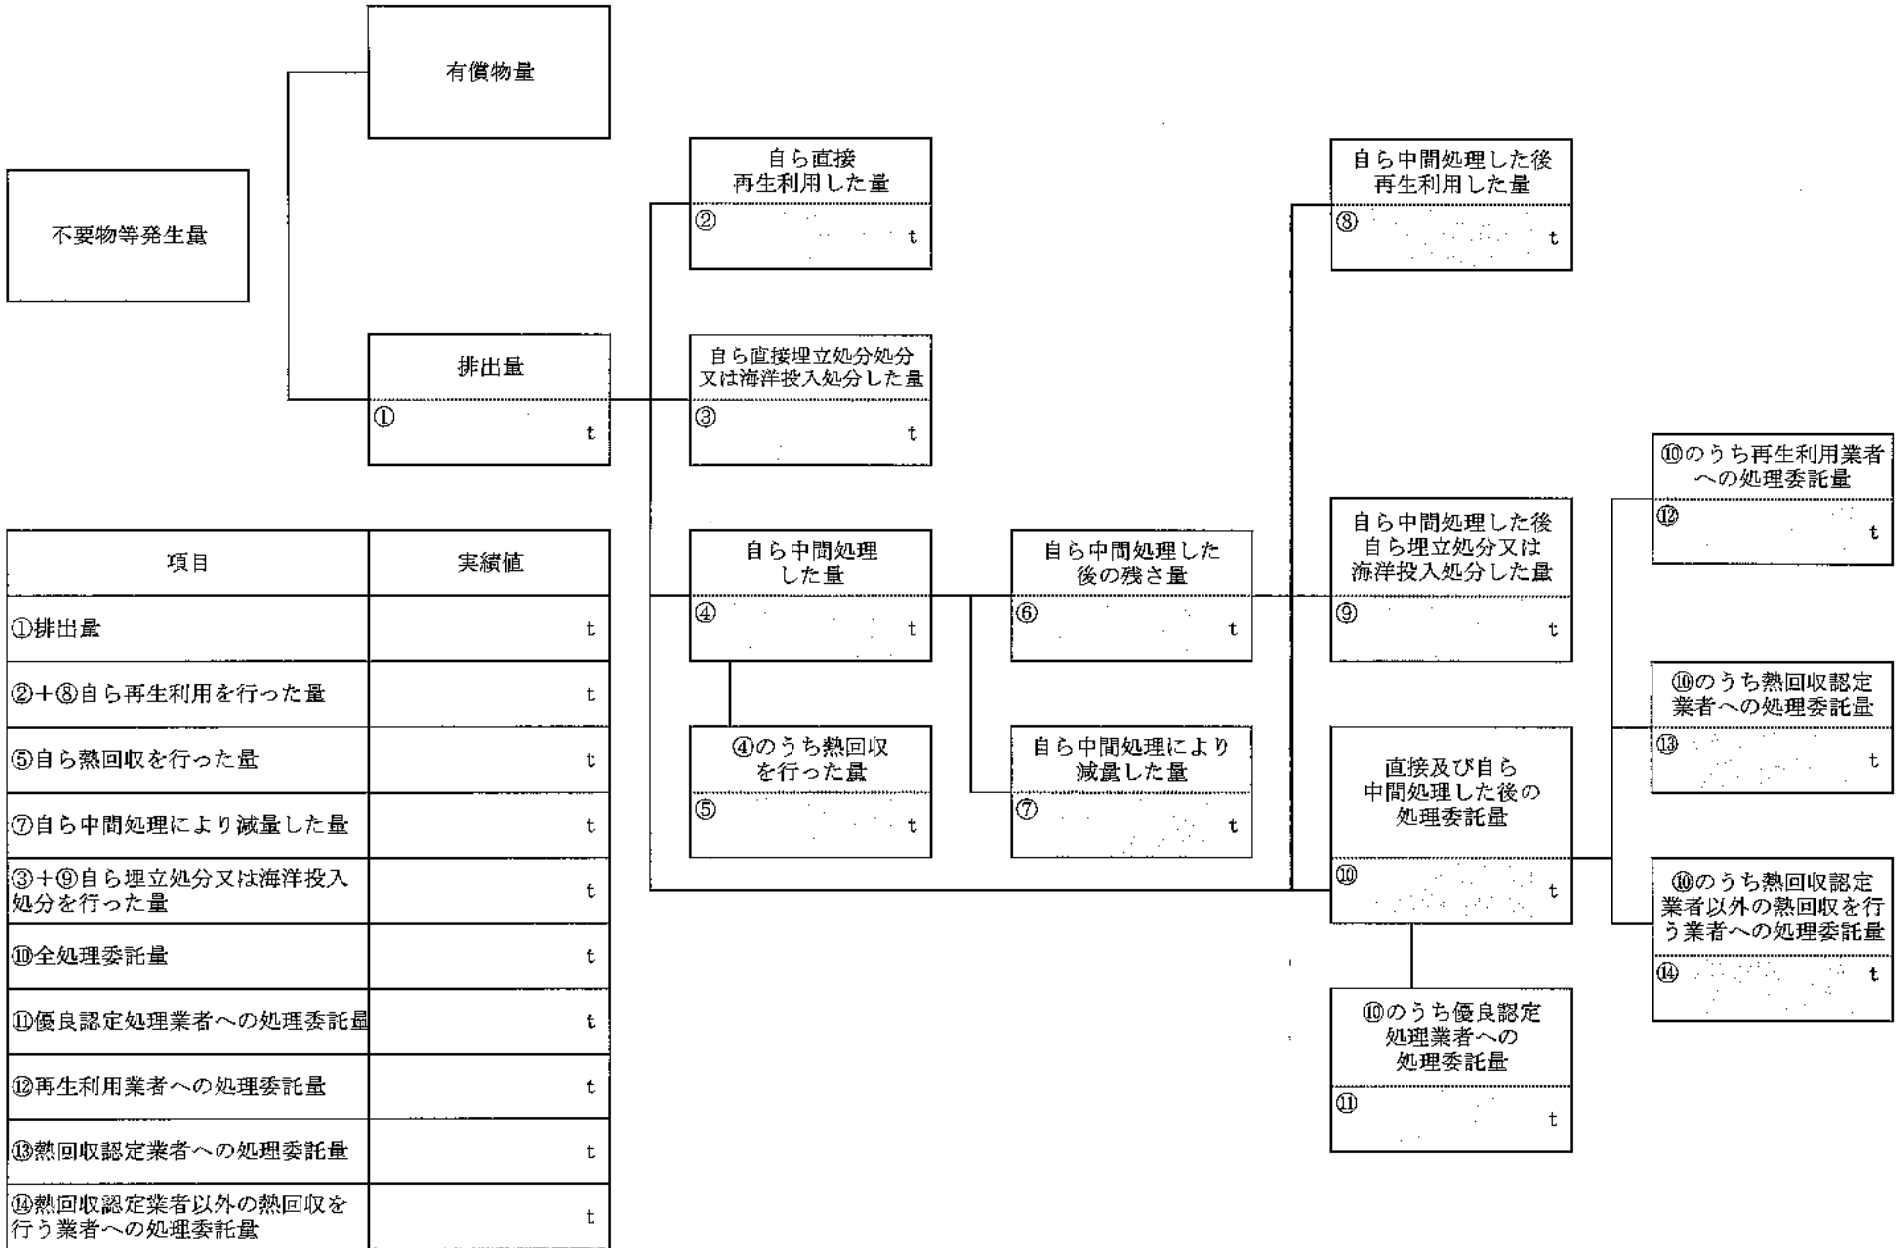 有償物量
不要物等発生量
排出量
①
t
自ら直接
再生利用した量
②
t
自ら直接埋立処分処分
又は海洋投入処分した量
③
t
自ら中間処理
した量
④
t
④のうち熱回収
を行った量
⑤
t
自ら中間処理した
後の残さ量
⑥
t
自ら中間処理により
減量した量
⑦
t
自ら中間処理した後
再生利用した量
⑧
t
自ら中間処理した後
自ら埋立処分又は
海洋投入処分した量
⑨
t
直接及び自ら
中間処理した後の
処理委託量
⑩
t
⑩のうち優良認定
処理業者への
処理委託量
⑪
t
⑩のうち再生利用業者
への処理委託量
⑫
t
⑩のうち熱回収認定
業者への処理委託量
⑬
t
⑩のうち熱回収認定
業者以外の熱回収を行
う業者への処理委託量
⑭
t
項目 実績値
①排出量 t
②+⑧自ら再生利用を行った量 t
⑤自ら熱回収を行った量 t
⑦自ら中間処理により減量した量 t
③+⑨自ら埋立処分又は海洋投入
処分を行った量 t
⑩全処理委託量 t
⑪優良認定処理業者への処理委託量 t
⑫再生利用業者への処理委託量 t
⑬熱回収認定業者への処理委託量 t
⑭熱回収認定業者以外の熱回収を
行う業者への処理委託量 t